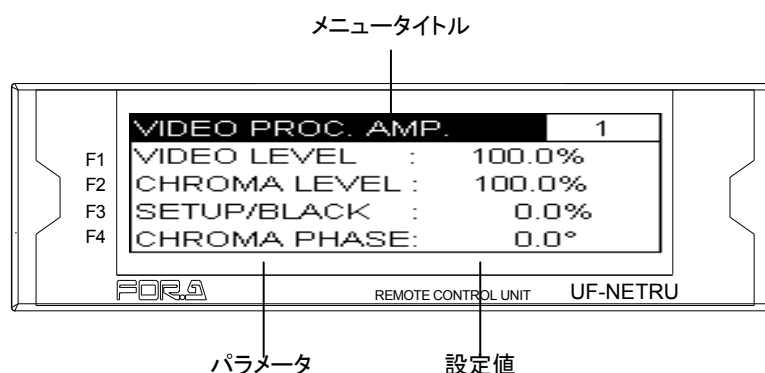 メニュータイトル
VIDEO PROC. AMP. 1
F1 VIDEO LEVEL : 100.0%
F2 CHROMA LEVEL : 100.0%
F3 SETUP/BLACK : 0.0%
F4 CHROMA PHASE: 0.0°
FOR.A REMOTE CONTROL UNIT UF-NETRU
パラメータ 設定値